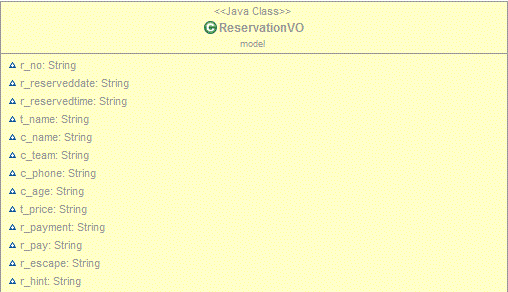 <<Java Class>>
ReservationVO
model
r_no: String
r_reserveddate: String
r_reservedtime: String
t_name: String
c_name: String
c_team: String
c_phone: String
c_age: String
t_price: String
r_payment: String
r_pay: String
r_escape: String
r_hint: String